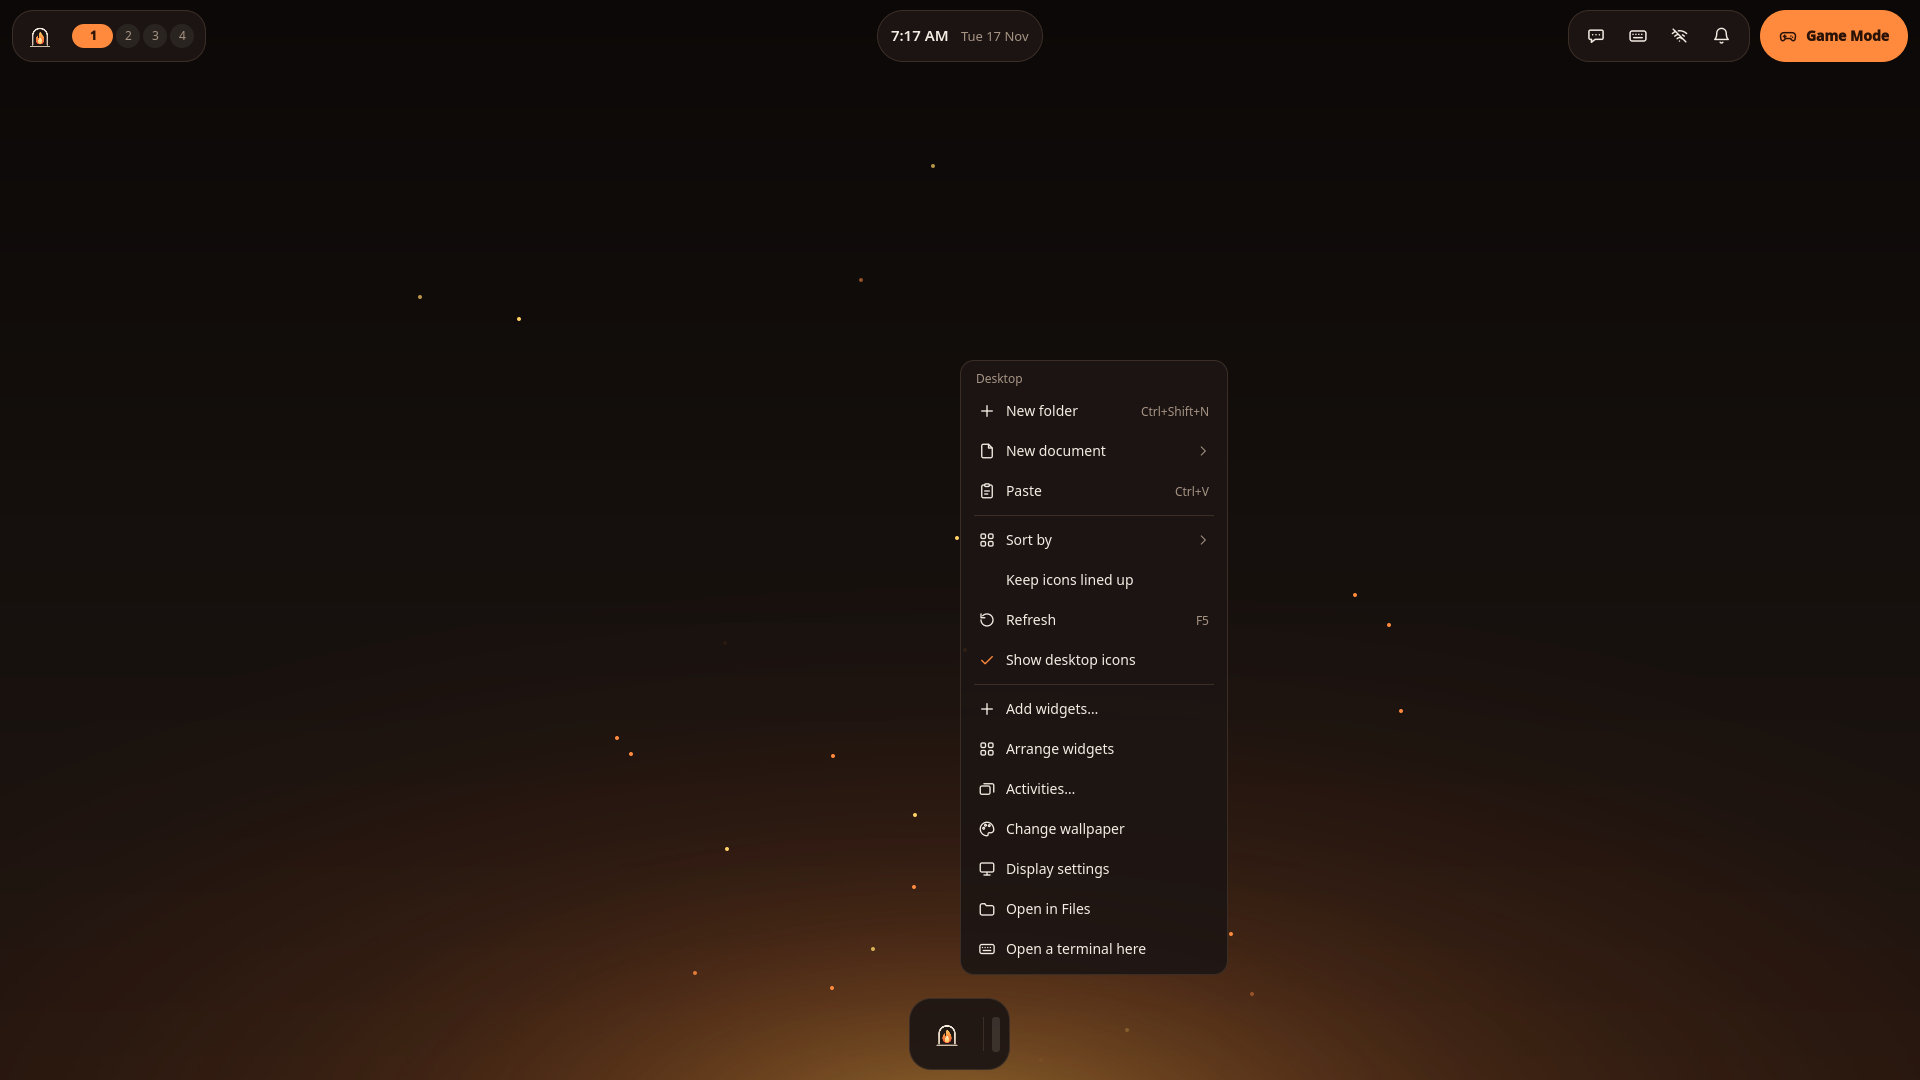 1 2 3 4
7:17 AM Tue 17 Nov
Game Mode
Desktop
New folder Ctrl+Shift+N
New document
Paste Ctrl+V
Sort by
Keep icons lined up
Refresh F5
Show desktop icons
Add widgets...
Arrange widgets
Activities...
Change wallpaper
Display settings
Open in Files
Open a terminal here